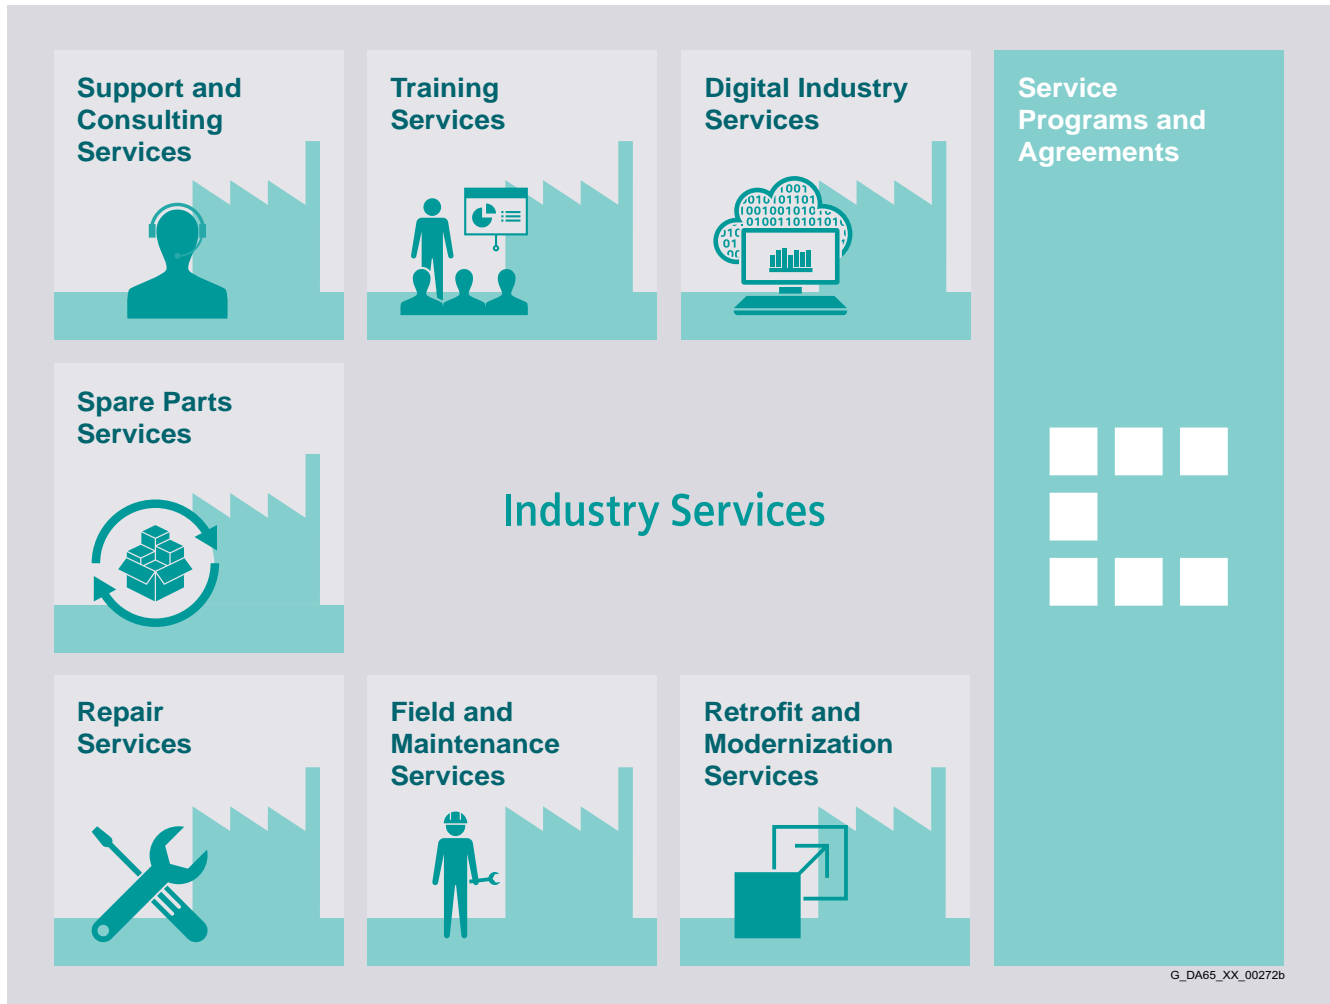 Support and
Consulting
Services
Training
Services
Digital Industry
Services
Service
Programs and
Agreements
Spare Parts
Services
Industry Services
Repair
Services
Field and
Maintenance
Services
Retrofit and
Modernization
Services
G_DA65_XX_00272b